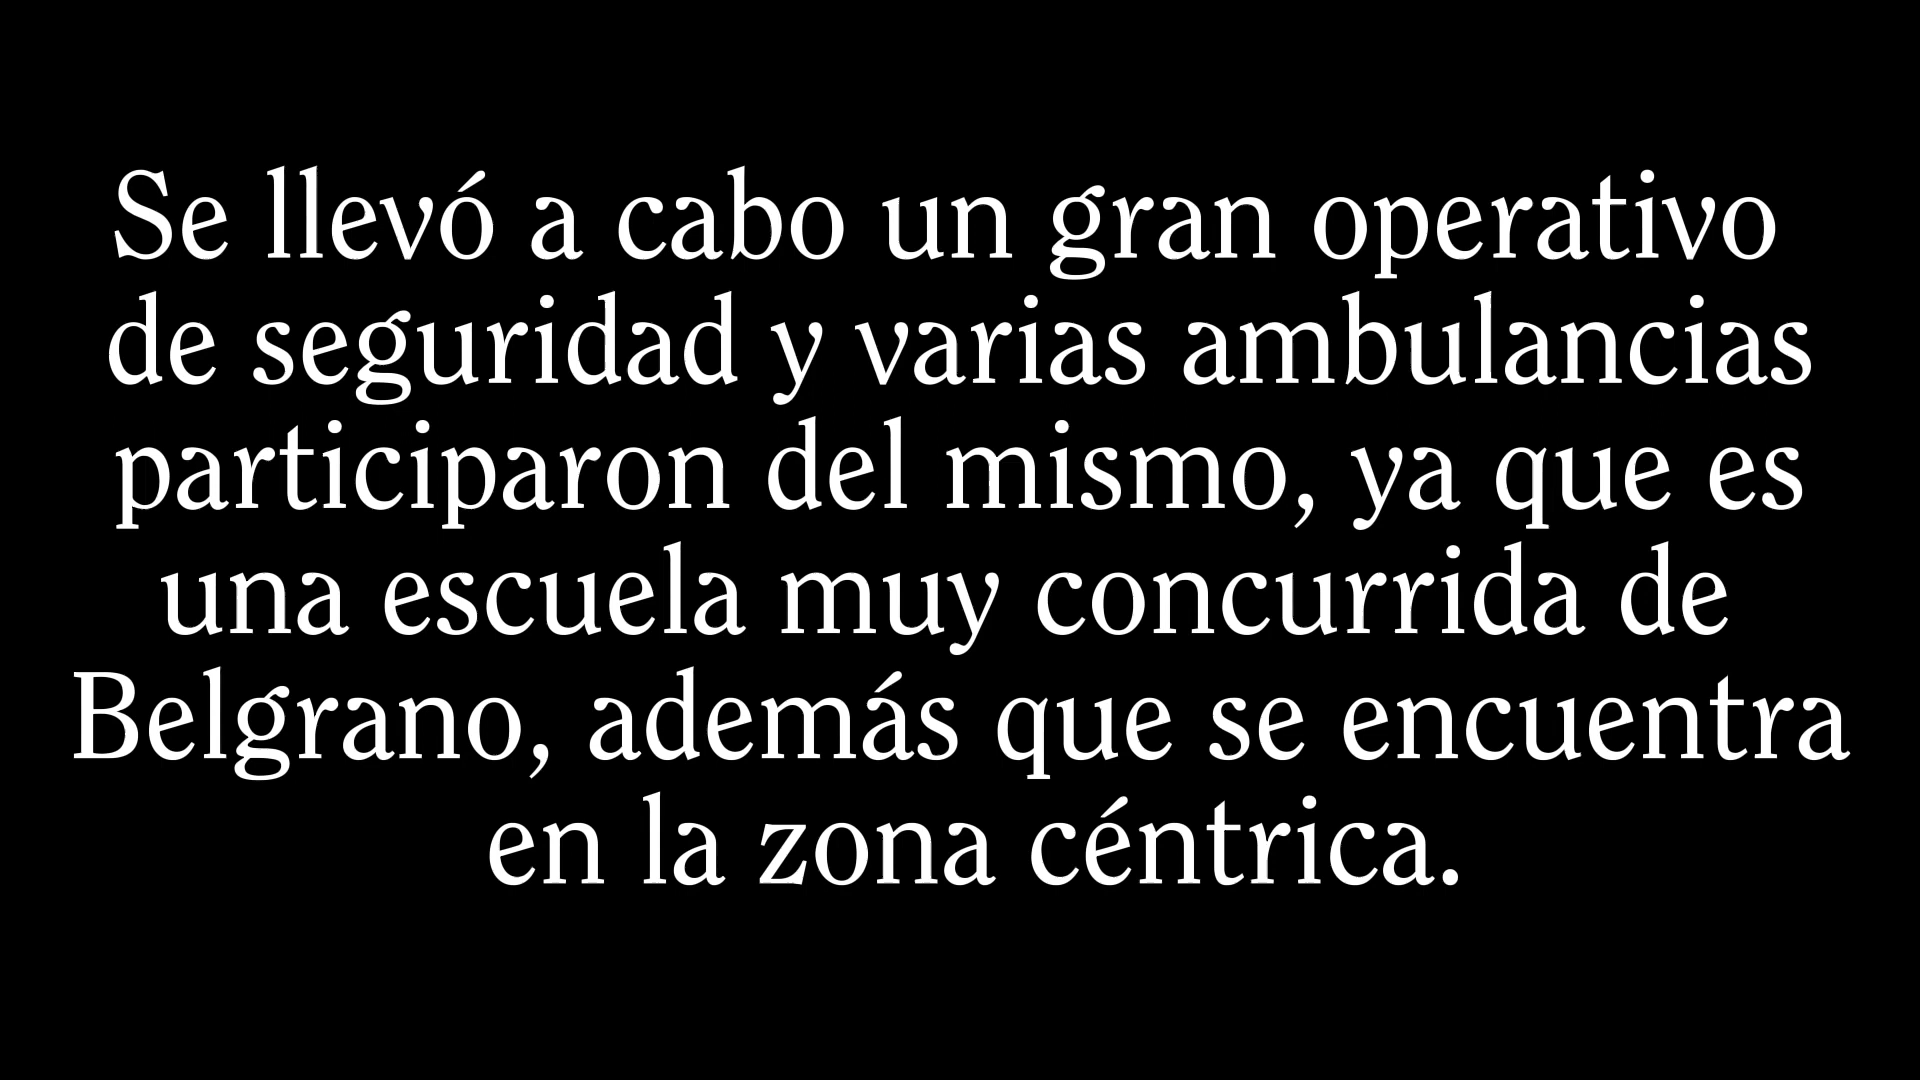 Se llevó a cabo un gran operativo
de seguridad y varias ambulancias
participaron del mismo, ya que es
una escuela muy concurrida de
Belgrano, además que se encuentra
en la zona céntrica.